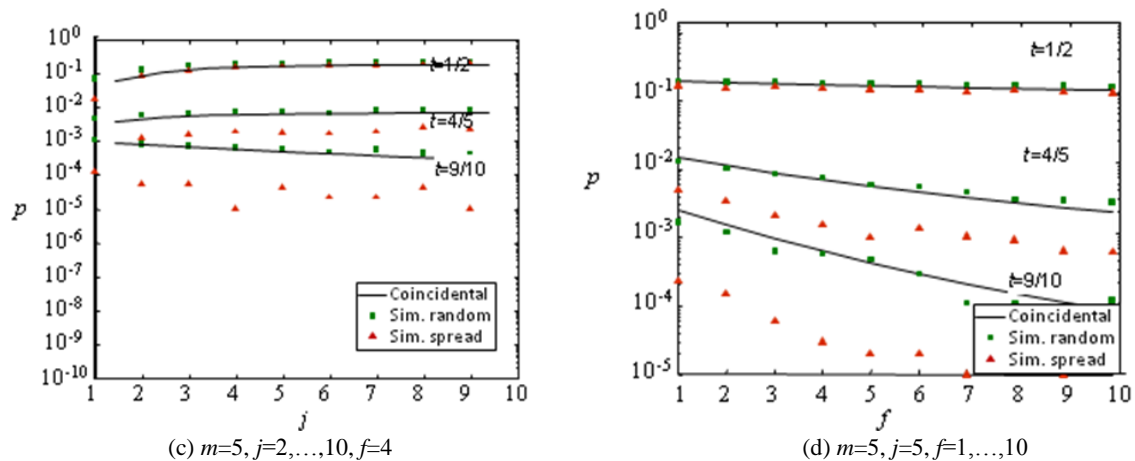 10^0
10^-1
10^-2
10^-3
10^-4
10^-5
10^-6
10^-7
10^-8
10^-9
10^-10
p
t=1/2
t=4/5
t=9/10
Coincidental
Sim. random
Sim. spread
1 2 3 4 5 6 7 8 9 10
j
(c) m=5, j=2,…,10, f=4
10^0
10^-1
10^-2
10^-3
10^-4
10^-5
p
t=1/2
t=4/5
t=9/10
Coincidental
Sim. random
Sim. spread
1 2 3 4 5 6 7 8 9 10
f
(d) m=5, j=5, f=1,…,10